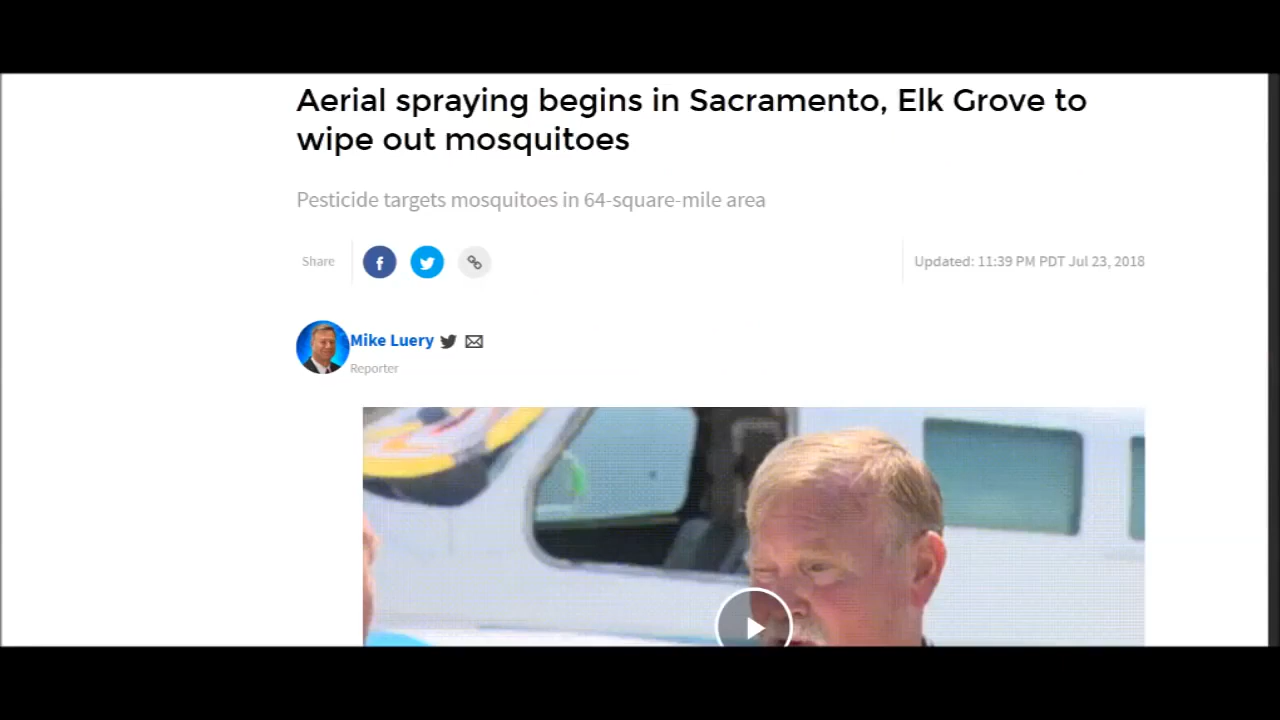 Aerial spraying begins in Sacramento, Elk Grove to
wipe out mosquitoes
Pesticide targets mosquitoes in 64-square-mile area
Share
Updated: 11:39 PM PDT Jul 23, 2018
Mike Luery
Reporter